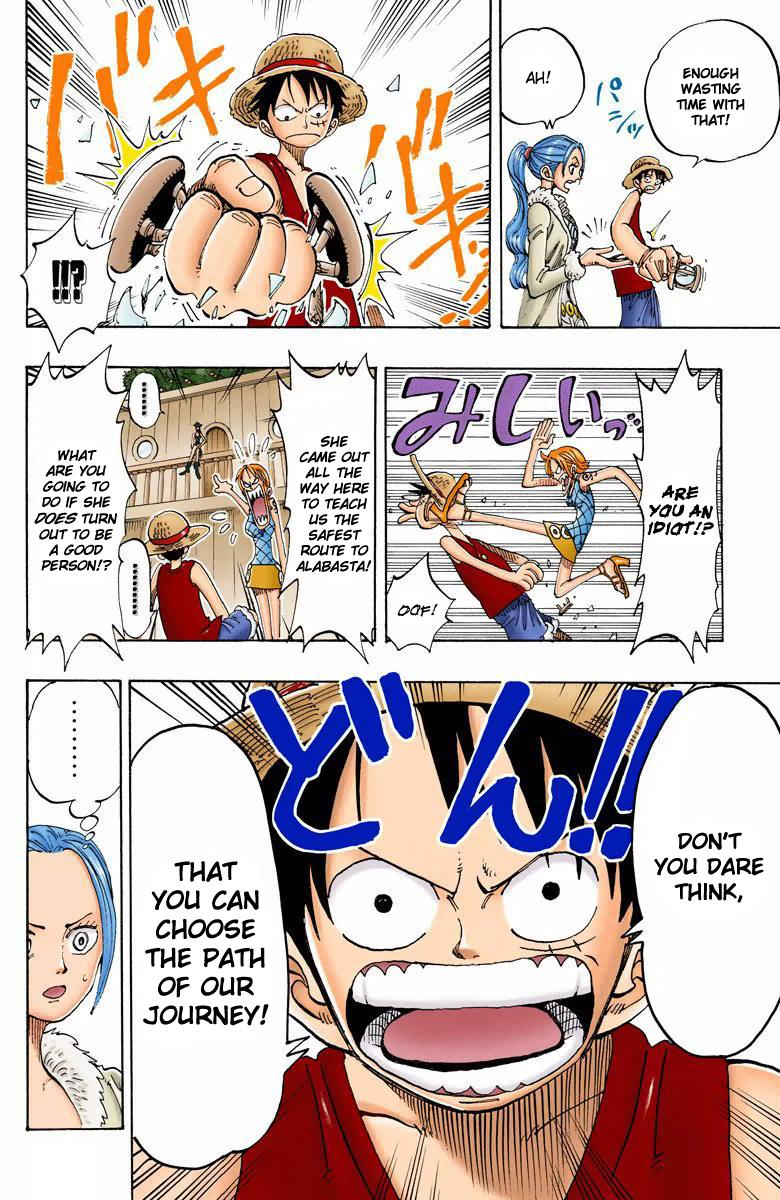 ENOUGH
WASTING
TIME WITH
THAT!
AH!
パシッ
バキバキッ!!
!!?
ARE
YOU AN
IDIOT!?
みしいっ…
OOF!
SHE
CAME OUT
ALL THE
WAY HERE
TO TEACH
US THE
SAFEST
ROUTE TO
ALABASTA!
..........
WHAT
ARE YOU
GOING TO
DO IF SHE
DOES TURN
OUT TO BE
A GOOD
PERSON!?
..........
DON'T
YOU DARE
THINK,
どん!!
THAT
YOU CAN
CHOOSE
THE PATH
OF OUR
JOURNEY!
.........